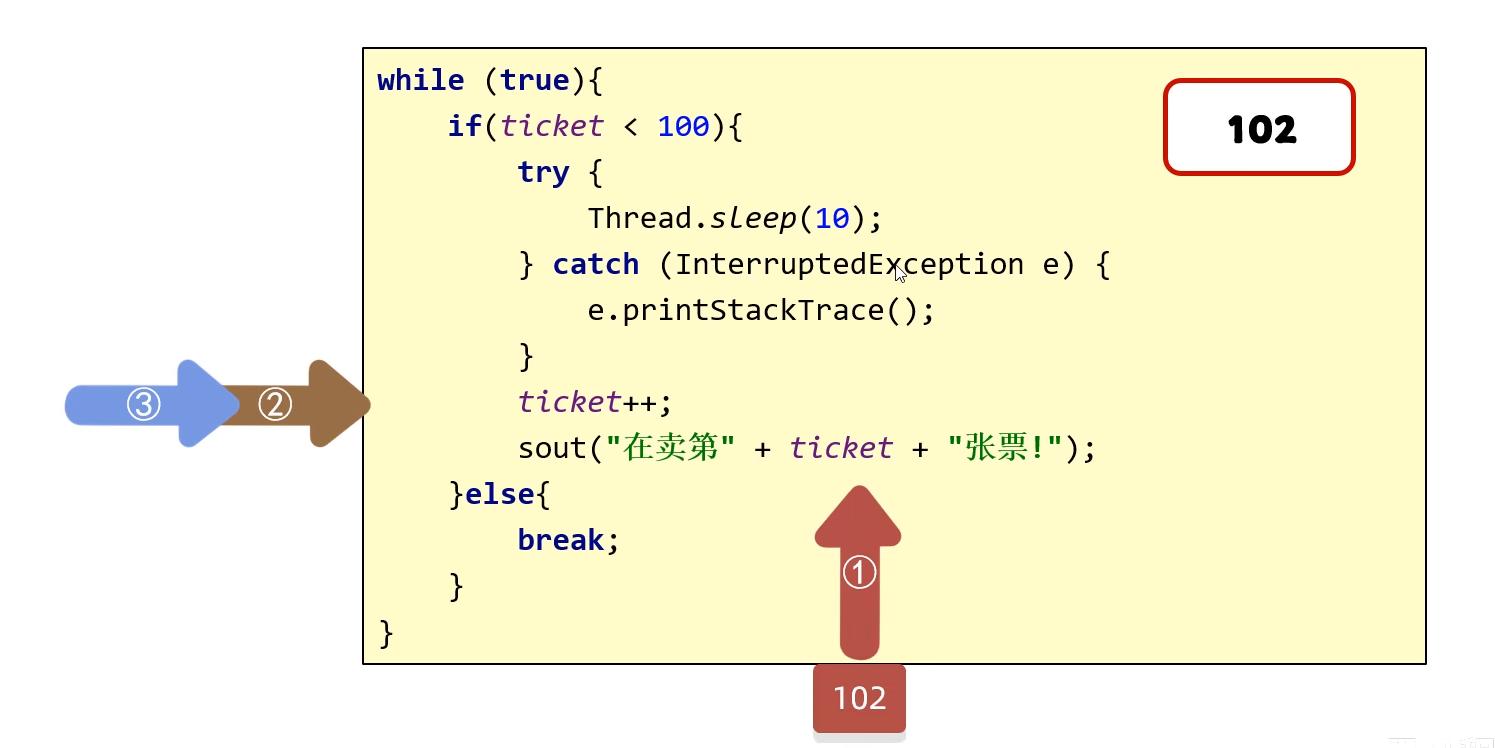 while (true){
if(ticket < 100){
102
try {
Thread.sleep(10);
} catch (InterruptedException e) {
e.printStackTrace();
}
③ ②
ticket++;
sout("在卖第" + ticket + "张票!");
}else{
break;
①
}
}
102